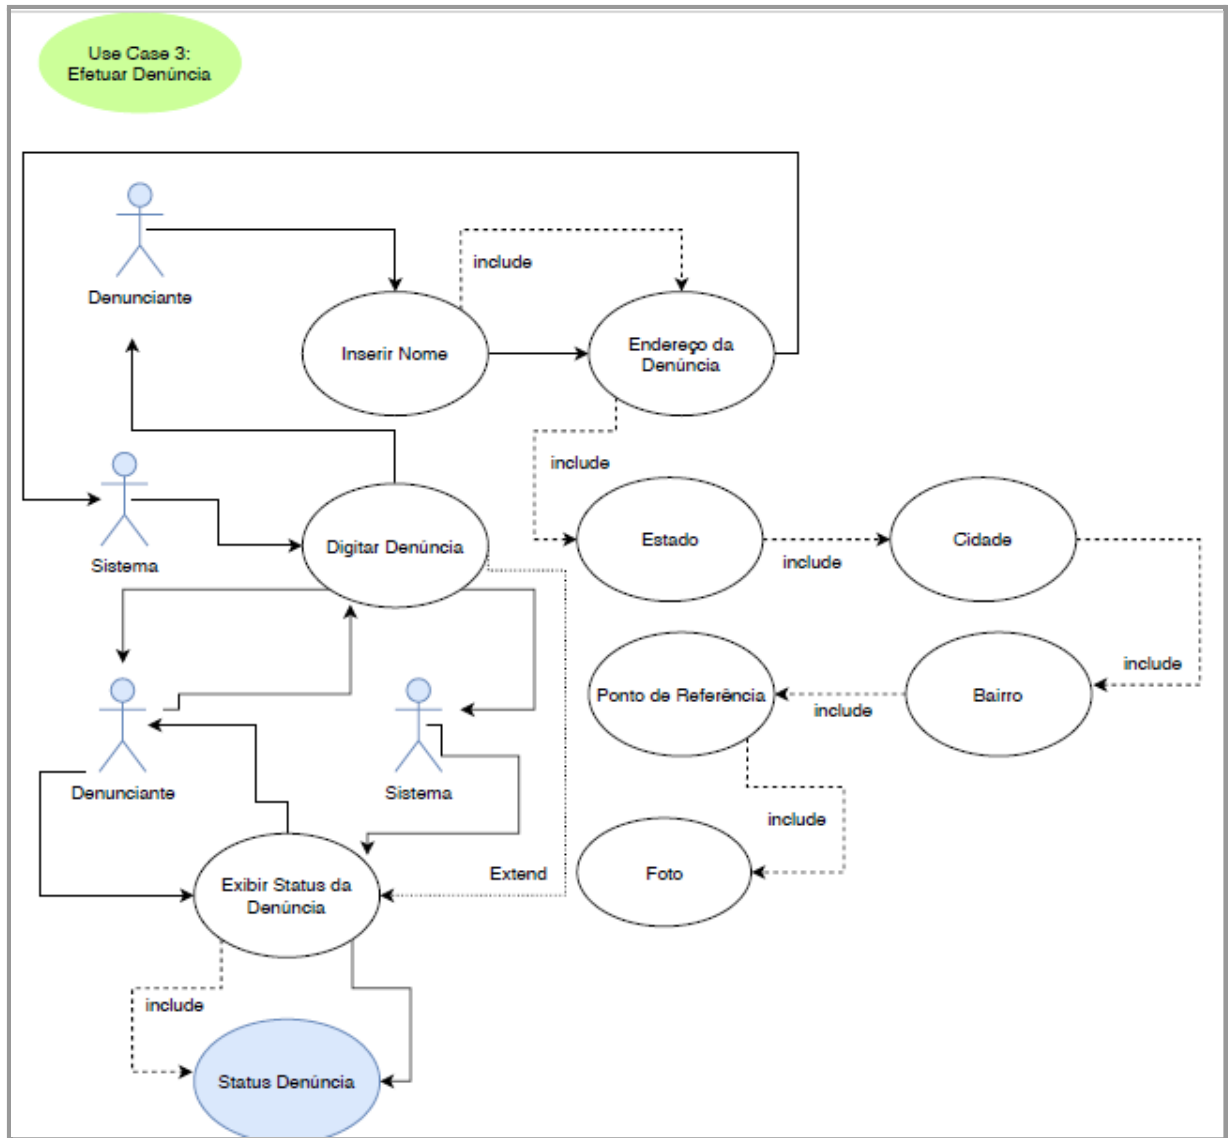 Use Case 3:
Efetuar Denúncia
Denunciante
include
Inserir Nome
Endereço da
Denúncia
include
Sistema
Digitar Denúncia
Estado
include
Cidade
include
Ponto de Referência
include
Bairro
Denunciante
Sistema
include
Exibir Status da
Denúncia
Extend
Foto
include
Status Denúncia